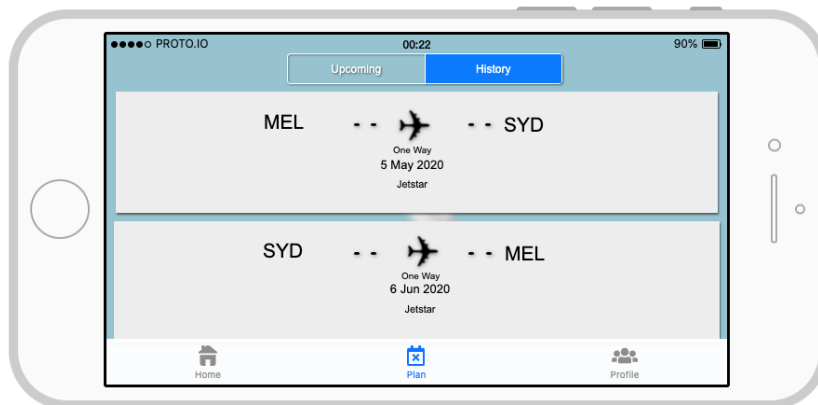 PROTO.IO 00:22 90%
Upcoming History
MEL -- -- SYD
One Way
5 May 2020
Jetstar
SYD -- -- MEL
One Way
6 Jun 2020
Jetstar
Home Plan Profile